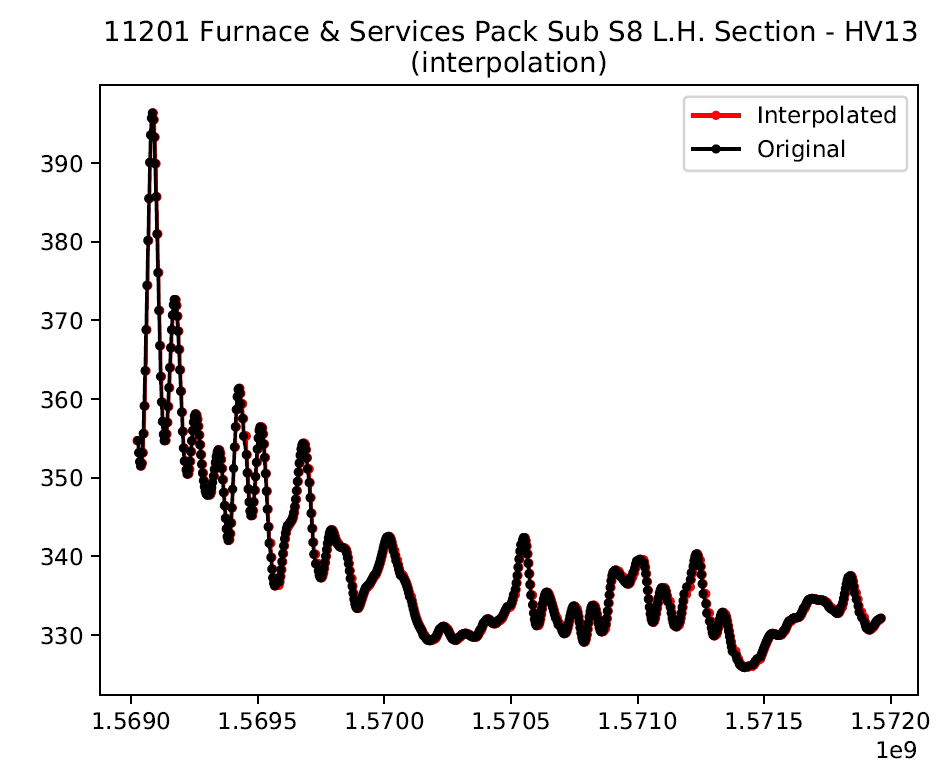 11201 Furnace & Services Pack Sub S8 L.H. Section - HV13
(interpolation)
Interpolated
Original
390
380
370
360
350
340
330
1.5690 1.5695 1.5700 1.5705 1.5710 1.5715 1.5720
1e9